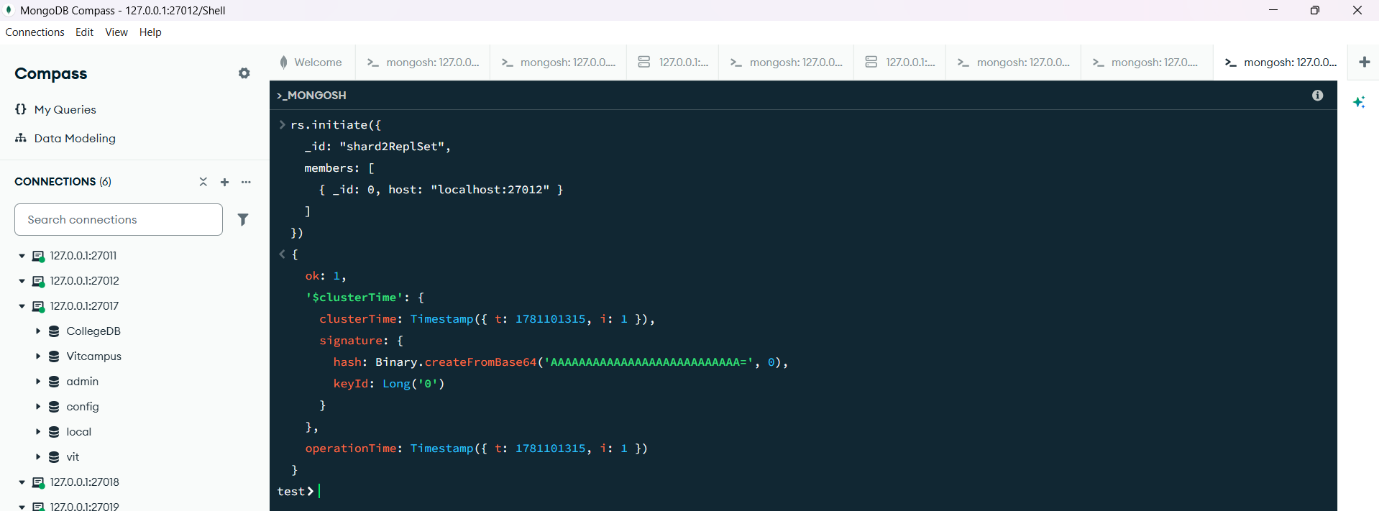 MongoDB Compass - 127.0.0.1:27012/Shell
Connections Edit View Help
Compass
My Queries
Data Modeling
CONNECTIONS (6)
Search connections
127.0.0.1:27011
127.0.0.1:27012
127.0.0.1:27017
CollegeDB
Vitcampus
admin
config
local
vit
127.0.0.1:27018
127.0.0.1:27019
Welcome
mongosh: 127.0.0...
mongosh: 127.0.0....
127.0.0.1:...
mongosh: 127.0.0...
127.0.0.1:...
mongosh: 127.0.0...
mongosh: 127.0.0....
mongosh: 127.0.0...
>_MONGOSH
> rs.initiate({
_id: "shard2ReplSet",
members: [
{ _id: 0, host: "localhost:27012" }
]
})
< {
ok: 1,
'$clusterTime': {
clusterTime: Timestamp({ t: 1781101315, i: 1 }),
signature: {
hash: Binary.createFromBase64('AAAAAAAAAAAAAAAAAAAAAAAAAAA=', 0),
keyId: Long('0')
}
},
operationTime: Timestamp({ t: 1781101315, i: 1 })
}
test>